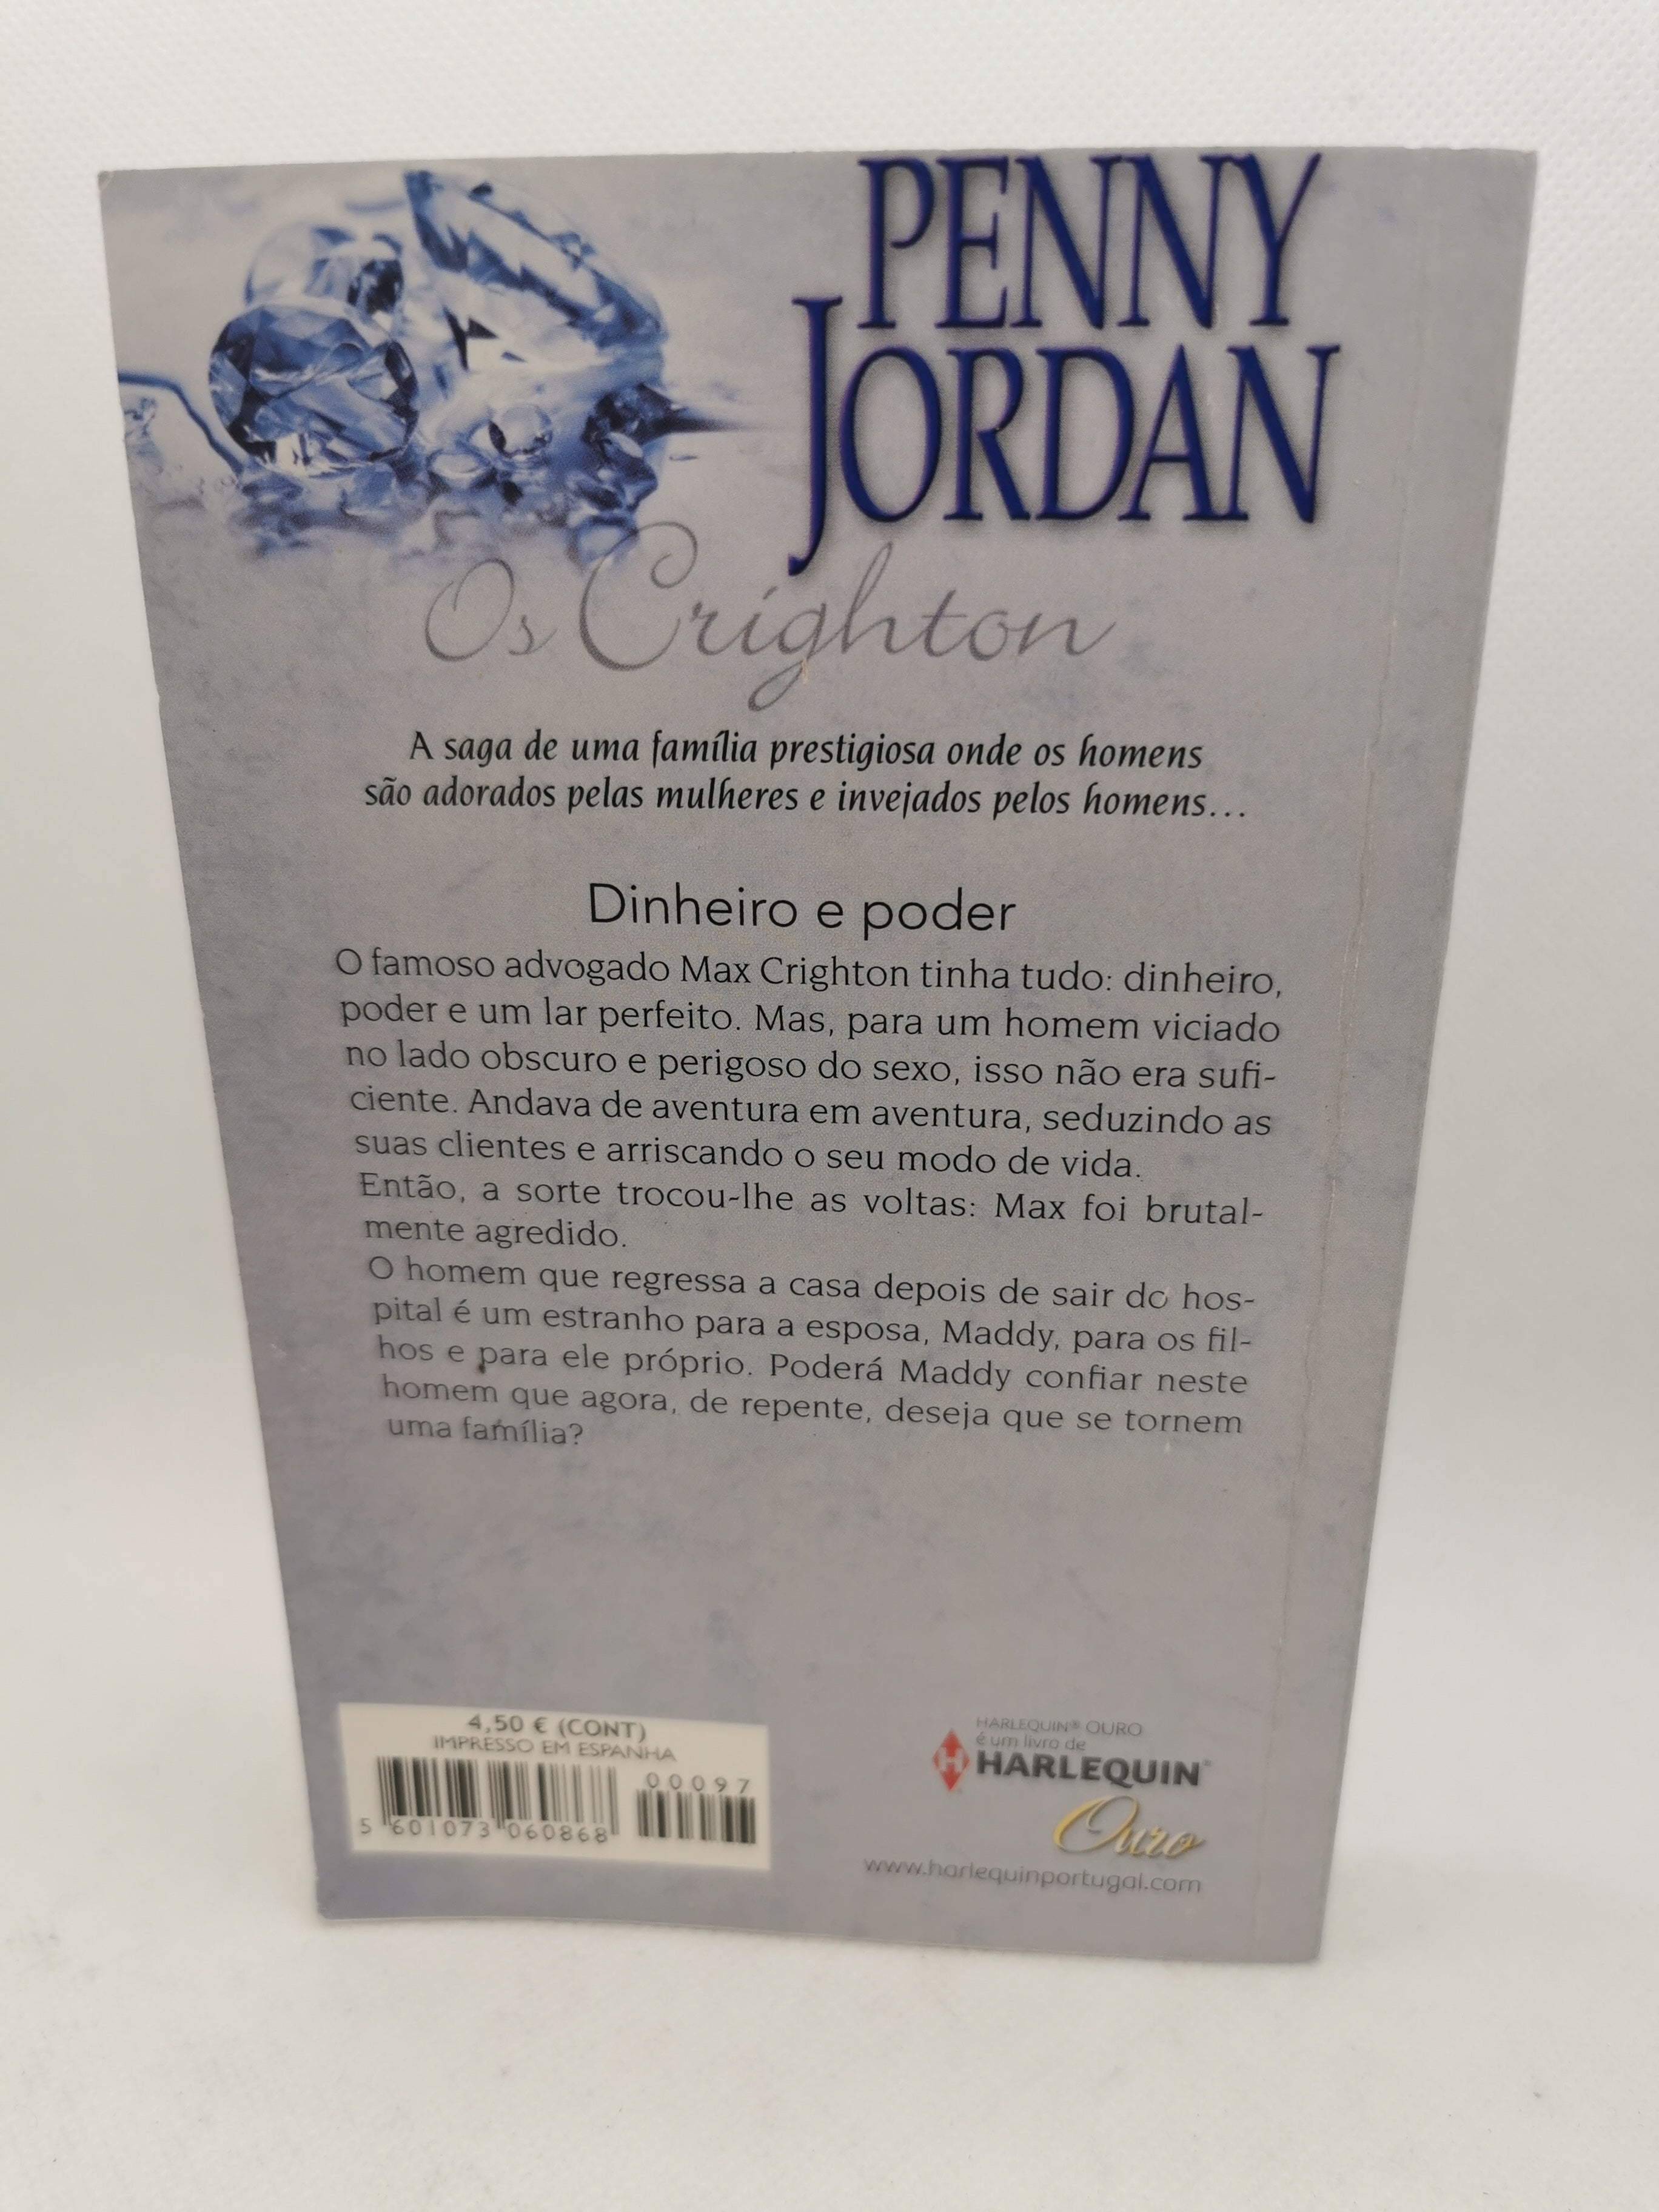 PENNY
JORDAN
Os Crighton
A saga de uma família prestigiosa onde os homens
são adorados pelas mulheres e invejados pelos homens...
Dinheiro e poder
O famoso advogado Max Crighton tinha tudo: dinheiro,
poder e um lar perfeito. Mas, para um homem viciado
no lado obscuro e perigoso do sexo, isso não era sufi-
ciente. Andava de aventura em aventura, seduzindo as
suas clientes e arriscando o seu modo de vida.
Então, a sorte trocou-lhe as voltas: Max foi brutal-
mente agredido.
O homem que regressa a casa depois de sair do hos-
pital é um estranho para a esposa, Maddy, para os fil-
hos e para ele próprio. Poderá Maddy confiar neste
homem que agora, de repente, deseja que se tornem
uma família?
4,50 € (CONT)
IMPRESSO EM ESPANHA
00097
5 601073 060868
HARLEQUIN® OURO
é um livro de
H HARLEQUIN®
Ouro
www.harlequinportugal.com